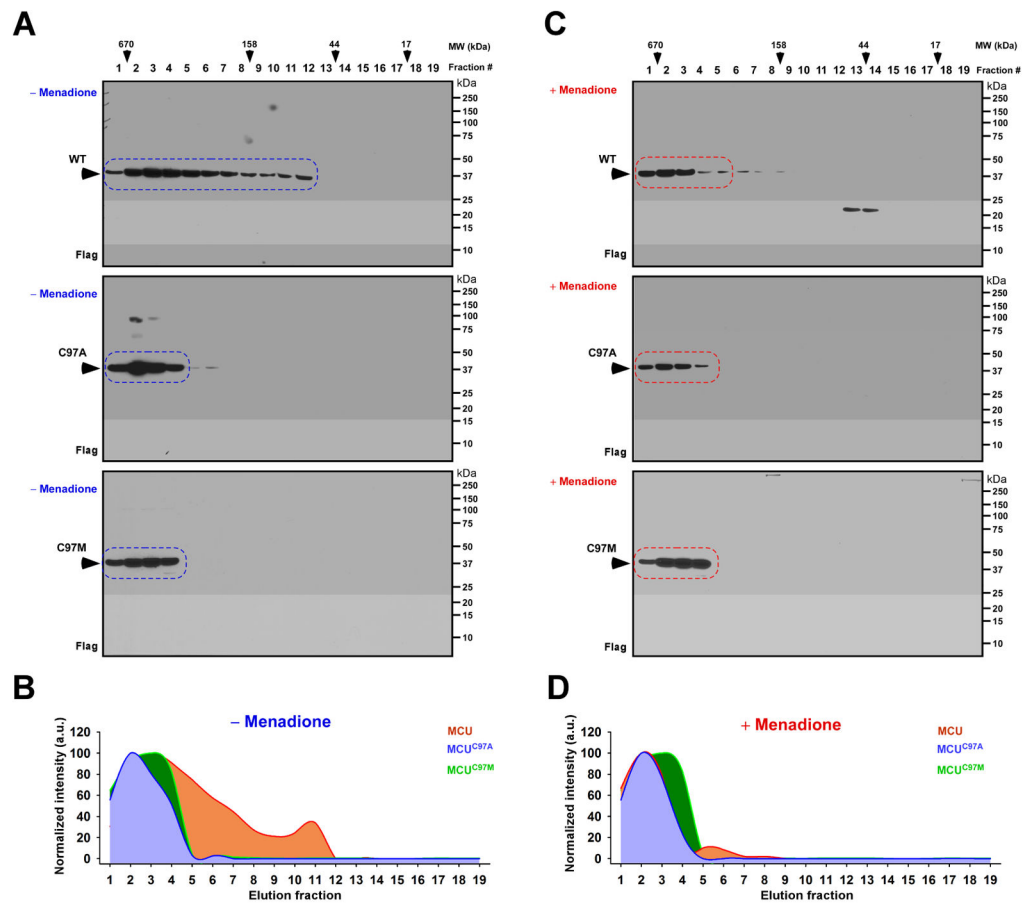 A
670 158 44 17 MW (kDa)
1 2 3 4 5 6 7 8 9 10 11 12 13 14 15 16 17 18 19 Fraction #
– Menadione
WT
Flag
kDa
250
150
100
75
50
37
25
20
15
10
– Menadione
C97A
Flag
kDa
250
150
100
75
50
37
25
20
15
10
– Menadione
C97M
Flag
kDa
250
150
100
75
50
37
25
20
15
10
C
670 158 44 17 MW (kDa)
1 2 3 4 5 6 7 8 9 10 11 12 13 14 15 16 17 18 19 Fraction #
+ Menadione
WT
Flag
kDa
250
150
100
75
50
37
25
20
15
10
+ Menadione
C97A
Flag
kDa
250
150
100
75
50
37
25
20
15
10
+ Menadione
C97M
Flag
kDa
250
150
100
75
50
37
25
20
15
10
B
– Menadione
MCU
MCU^C97A
MCU^C97M
Normalized intensity (a.u.)
120
100
80
60
40
20
0
1 2 3 4 5 6 7 8 9 10 11 12 13 14 15 16 17 18 19
Elution fraction
D
+ Menadione
MCU
MCU^C97A
MCU^C97M
Normalized intensity (a.u.)
120
100
80
60
40
20
0
1 2 3 4 5 6 7 8 9 10 11 12 13 14 15 16 17 18 19
Elution fraction